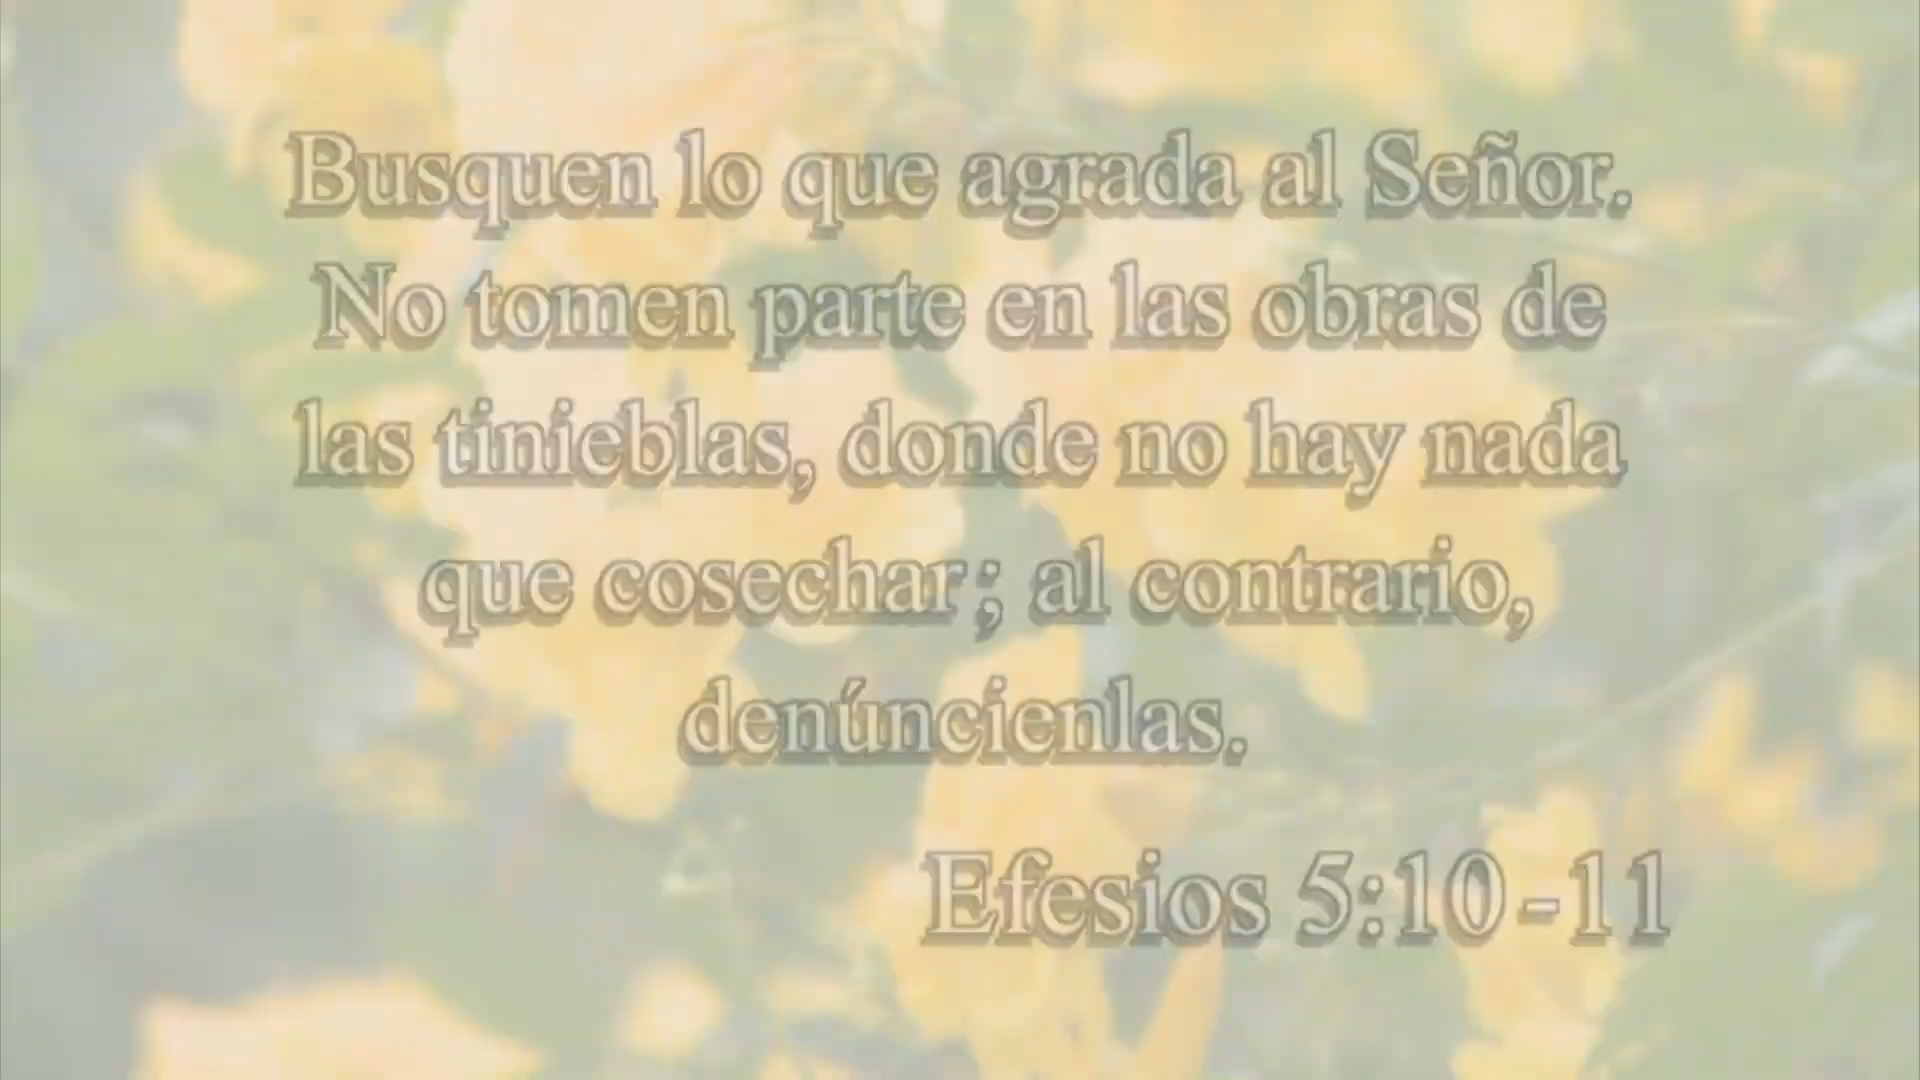 Busquen lo que agrada al Señor.
No tomen parte en las obras de
las tinieblas, donde no hay nada
que cosechar; al contrario,
denúncienlas.
Efesios 5:10-11